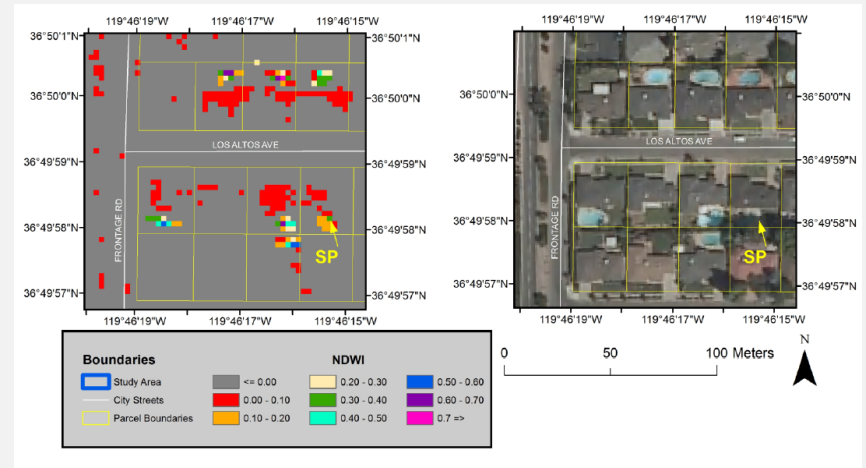 119°46'19"W 119°46'17"W 119°46'15"W
119°46'19"W 119°46'17"W 119°46'15"W
36°50'1"N
36°50'1"N
36°50'0"N
36°50'0"N
36°50'0"N
36°50'0"N
LOS ALTOS AVE
LOS ALTOS AVE
36°49'59"N
36°49'59"N
36°49'59"N
36°49'59"N
FRONTAGE RD
FRONTAGE RD
36°49'58"N
36°49'58"N
36°49'58"N
36°49'58"N
SP
SP
36°49'57"N
36°49'57"N
36°49'57"N
36°49'57"N
119°46'19"W 119°46'17"W 119°46'15"W
119°46'19"W 119°46'17"W 119°46'15"W
Boundaries
Study Area
City Streets
Parcel Boundaries
NDWI
<= 0.00
0.00 - 0.10
0.10 - 0.20
0.20 - 0.30
0.30 - 0.40
0.40 - 0.50
0.50 - 0.60
0.60 - 0.70
0.7 =>
0 50 100 Meters
N